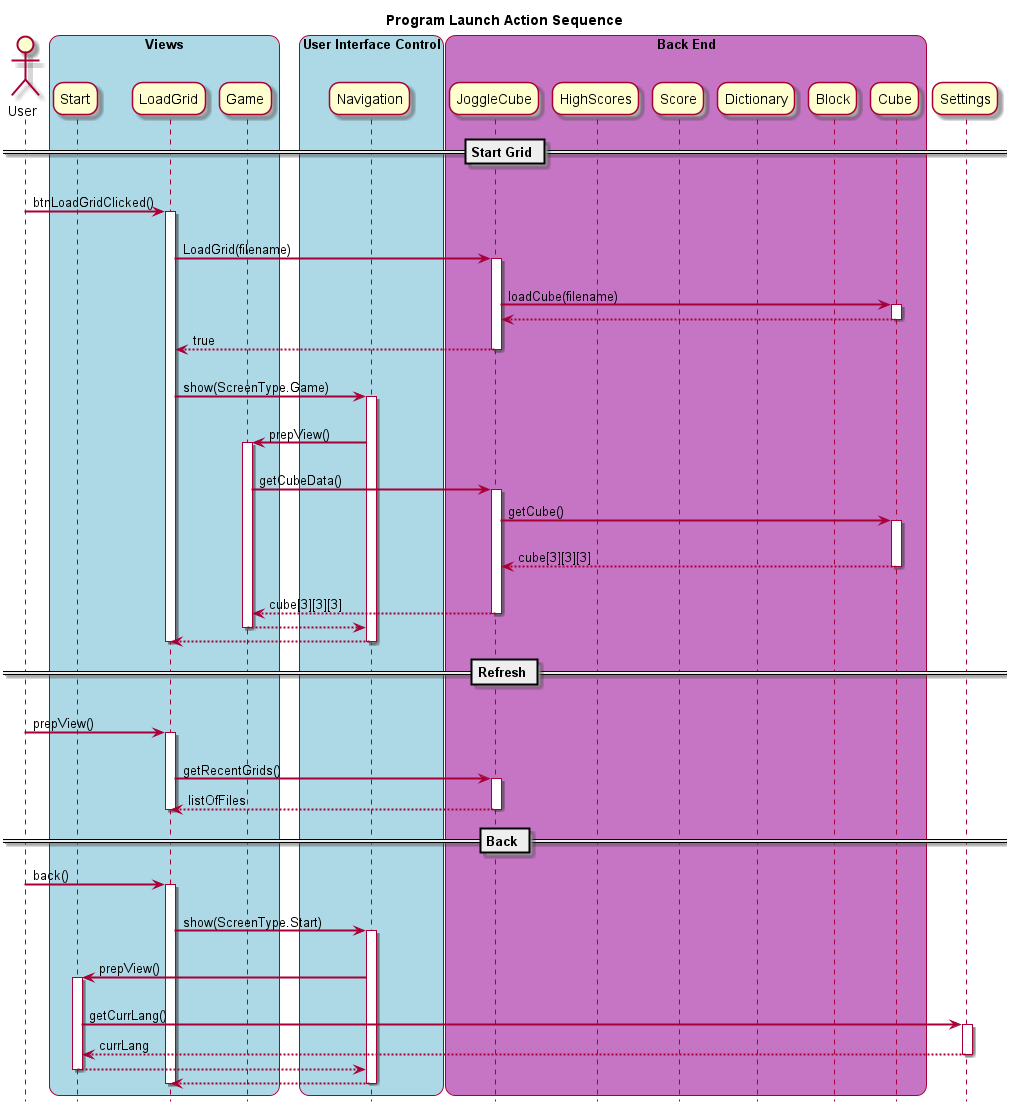 Program Launch Action Sequence
Views
User Interface Control
Back End
User
Start
LoadGrid
Game
Navigation
JoggleCube
HighScores
Score
Dictionary
Block
Cube
Settings
Start Grid
btnLoadGridClicked()
LoadGrid(filename)
loadCube(filename)
true
show(ScreenType.Game)
prepView()
getCubeData()
getCube()
cube[3][3][3]
cube[3][3][3]
Refresh
prepView()
getRecentGrids()
listOfFiles
Back
back()
show(ScreenType.Start)
prepView()
getCurrLang()
currLang